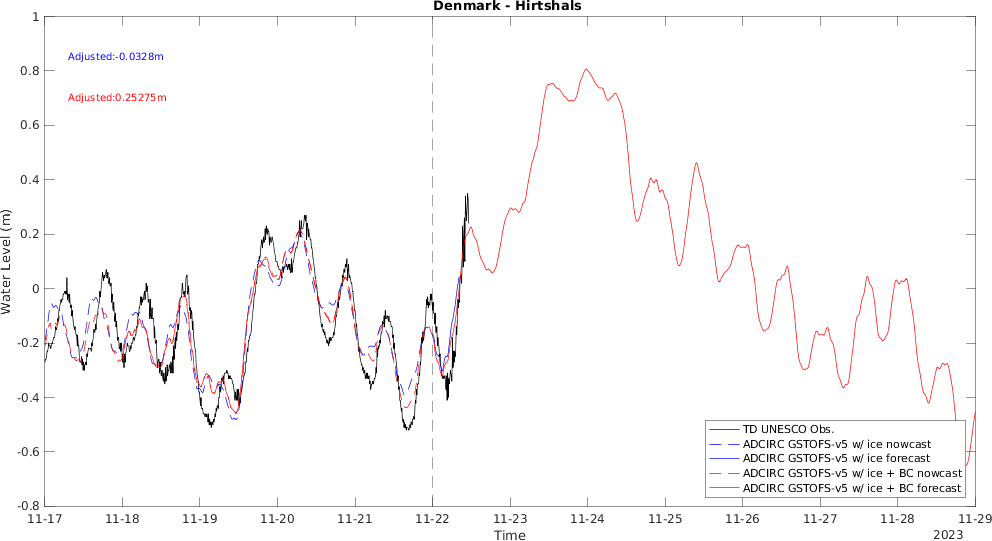 Denmark - Hirtshals
Adjusted:-0.0328m
Adjusted:0.25275m
Water Level (m)
1
0.8
0.6
0.4
0.2
0
-0.2
-0.4
-0.6
-0.8
TD UNESCO Obs.
ADCIRC GSTOFS-v5 w/ ice nowcast
ADCIRC GSTOFS-v5 w/ ice forecast
ADCIRC GSTOFS-v5 w/ ice + BC nowcast
ADCIRC GSTOFS-v5 w/ ice + BC forecast
11-17 11-18 11-19 11-20 11-21 11-22 11-23 11-24 11-25 11-26 11-27 11-28 11-29
Time
2023